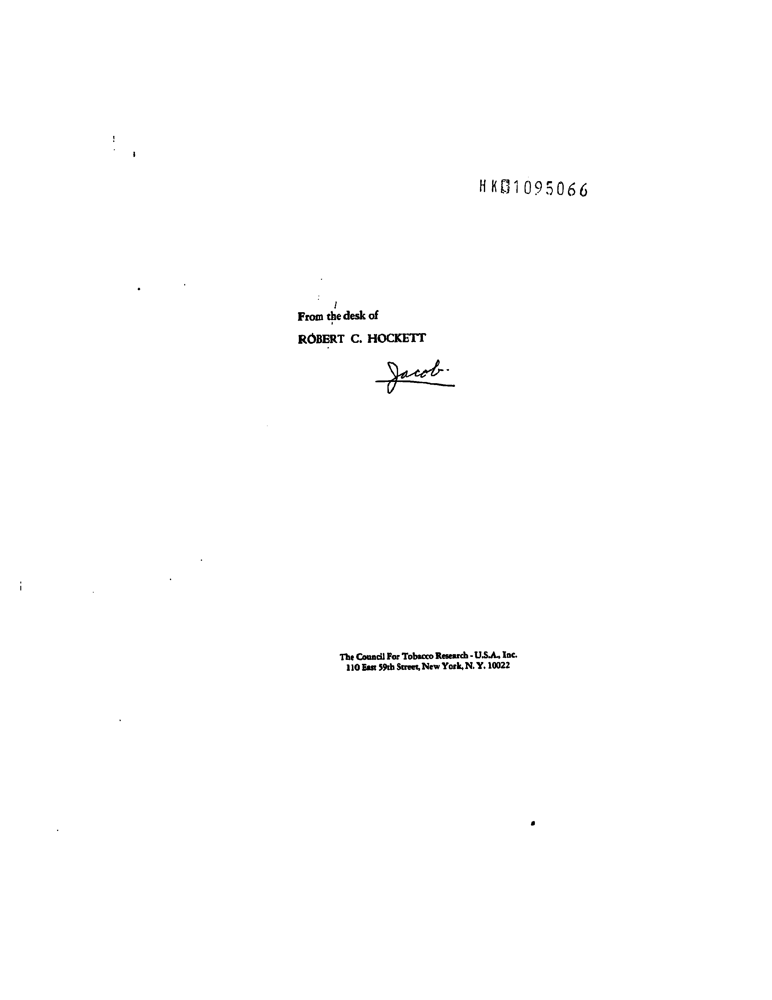 HK01095066
From the desk of
ROBERT C. HOCKETT
Jacob.
The Council For Tobacco Research - U.S.A., Inc.
110 East 59th Street, New York, N. Y. 10022